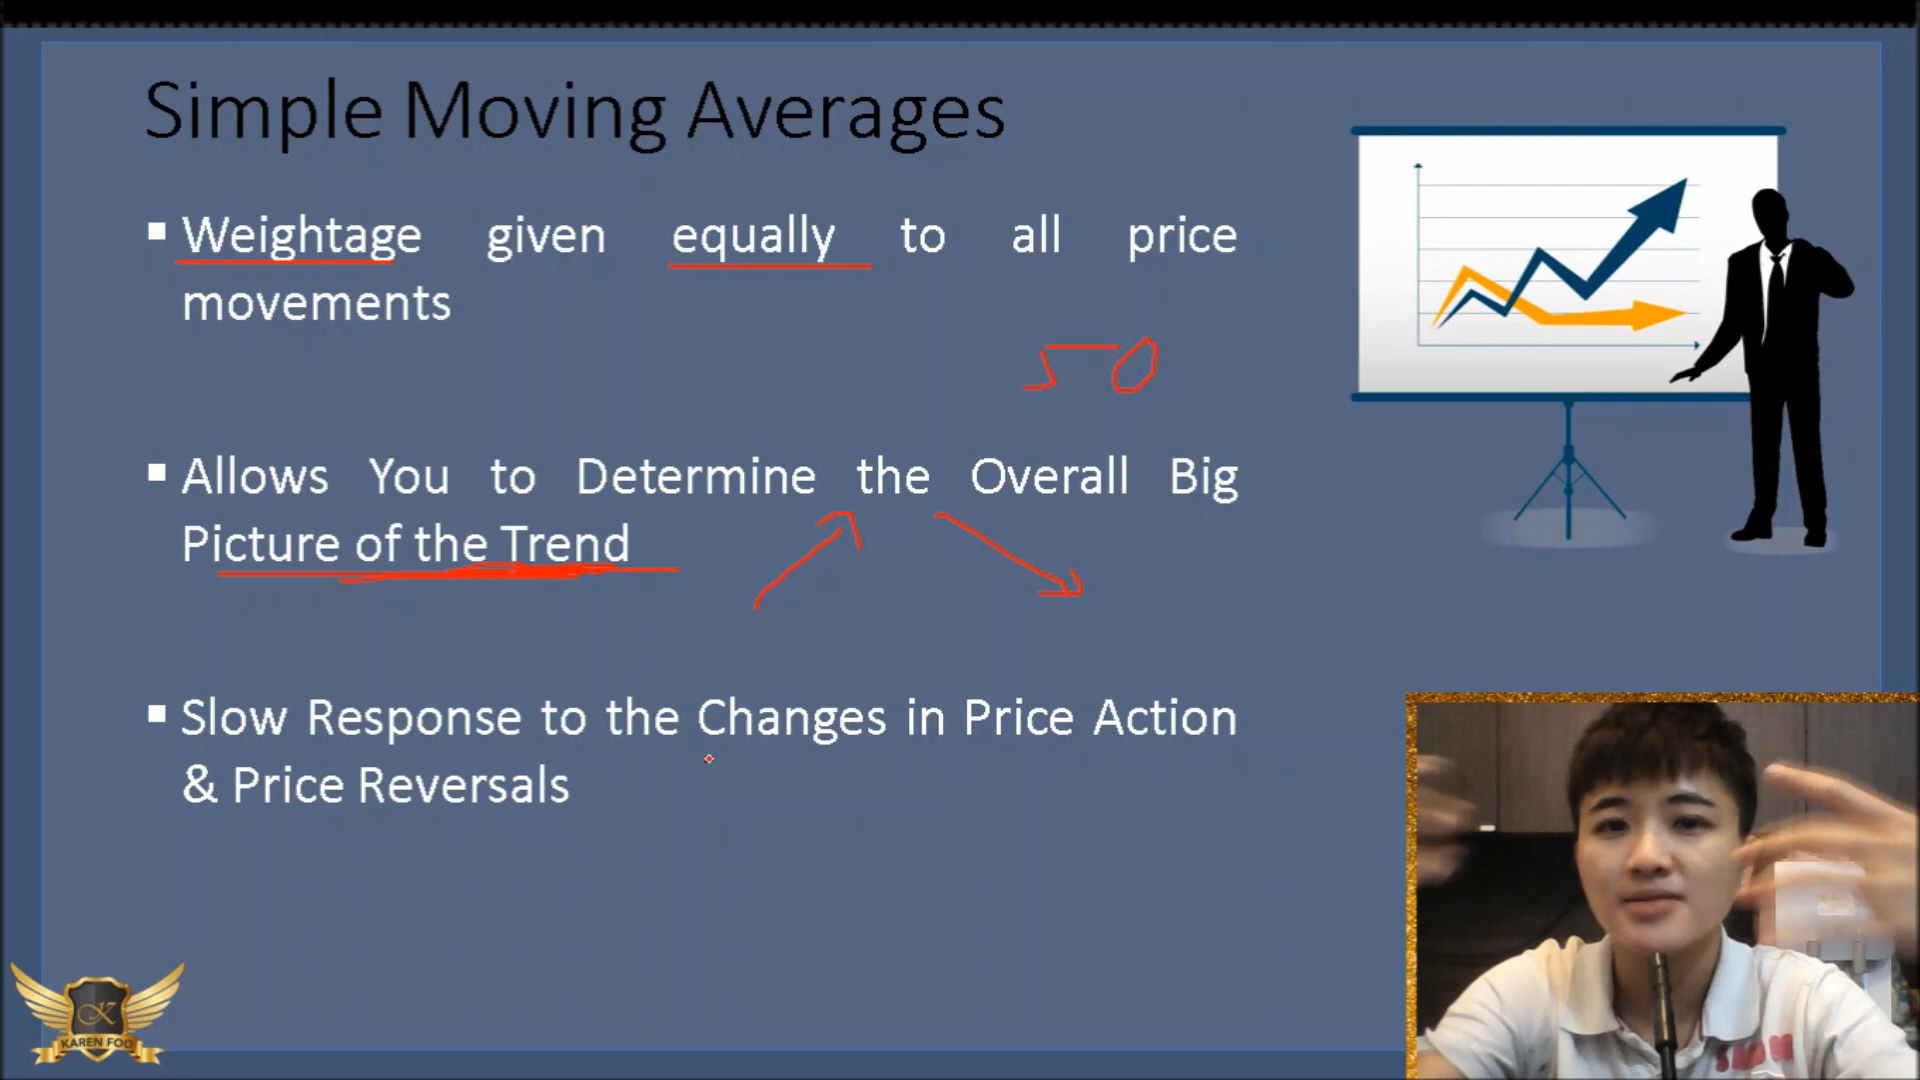 Simple Moving Averages
▪ Weightage given equally to all price
movements
50
▪ Allows You to Determine the Overall Big
Picture of the Trend
▪ Slow Response to the Changes in Price Action
& Price Reversals
K
KAREN FOO